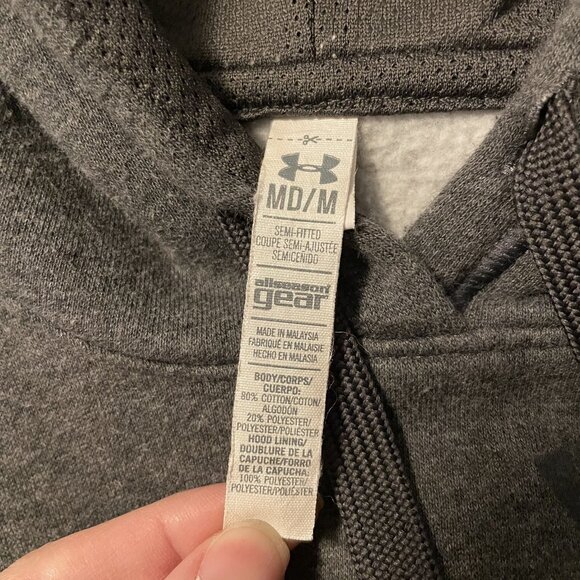 MD/M
SEMI-FITTED
COUPE SEMI-AJUSTÉE
SEMICENIDO
allseason
gear
MADE IN MALAYSIA
FABRIQUÉ EN MALAISIE
HECHO EN MALASIA
BODY/CORPS/
CUERPO:
80% COTTON/COTON/
ALGODÓN
20% POLYESTER/
POLYESTER/POLIÉSTER
HOOD LINING/
DOUBLURE DE LA
CAPUCHE/FORRO
DE LA CAPUCHA:
100% POLYESTER/
POLYESTER/POLIÉSTER